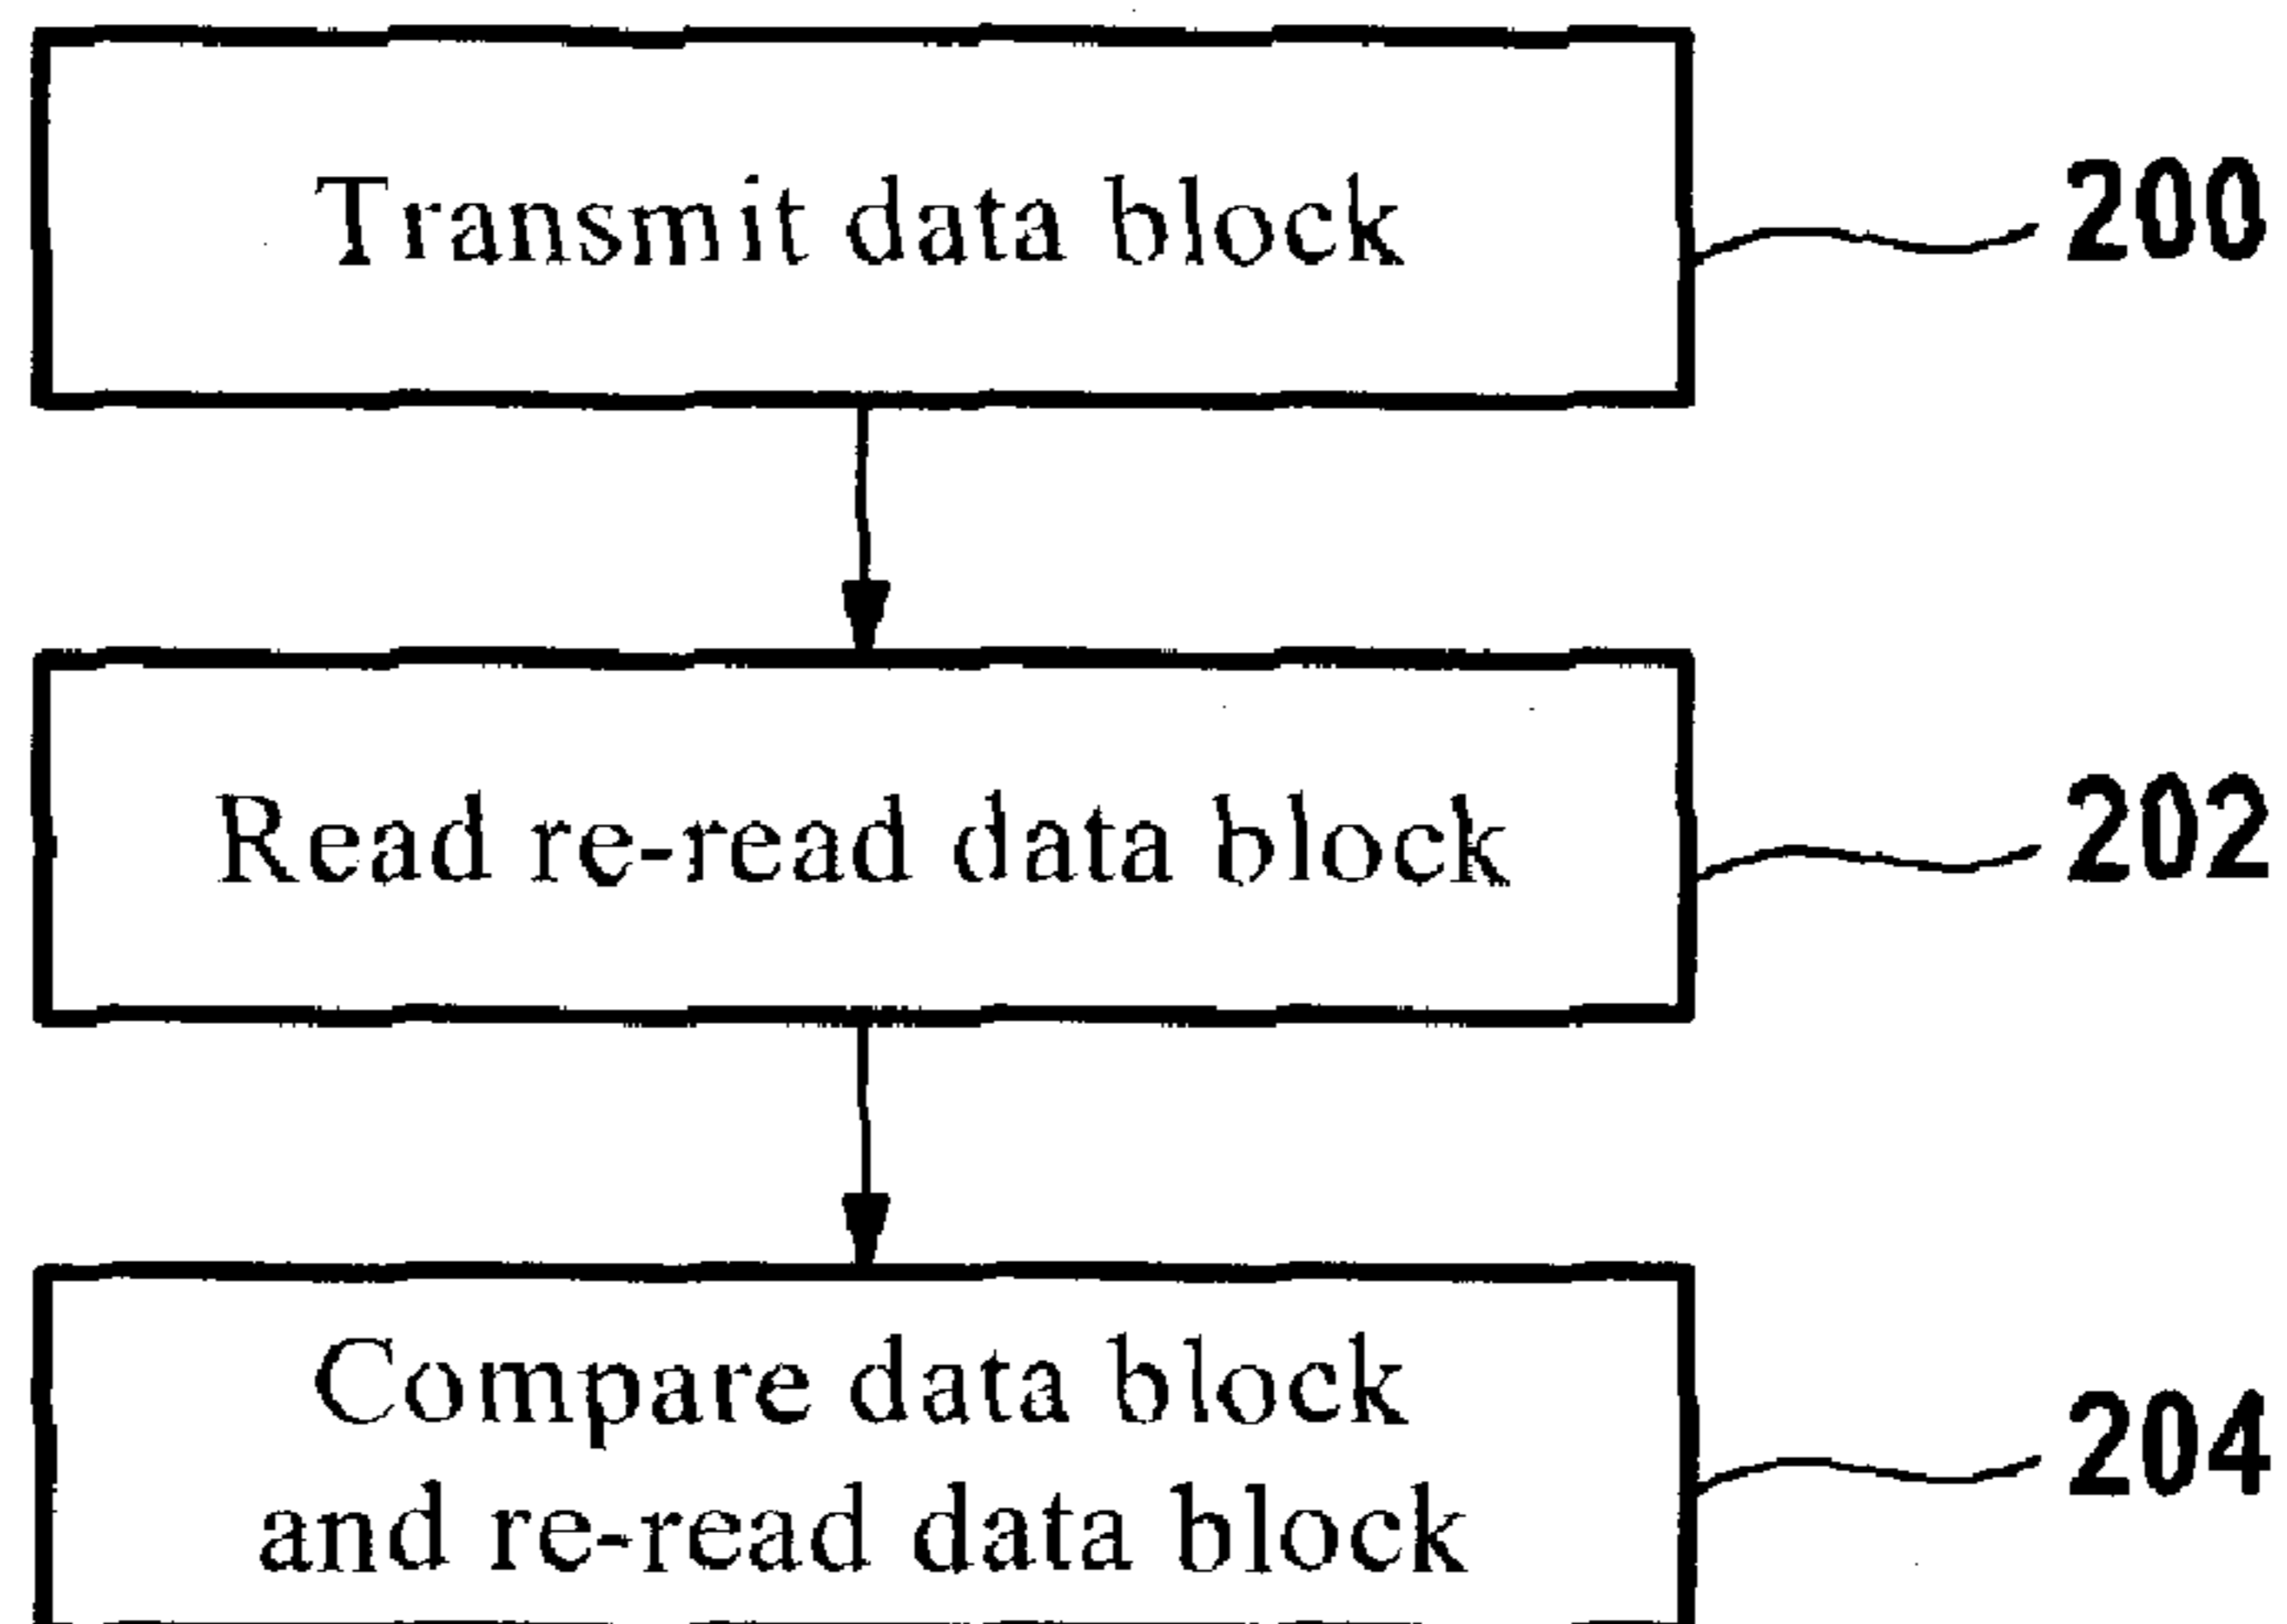 Transmit data block
200
Read re-read data block
202
Compare data block
and re-read data block
204